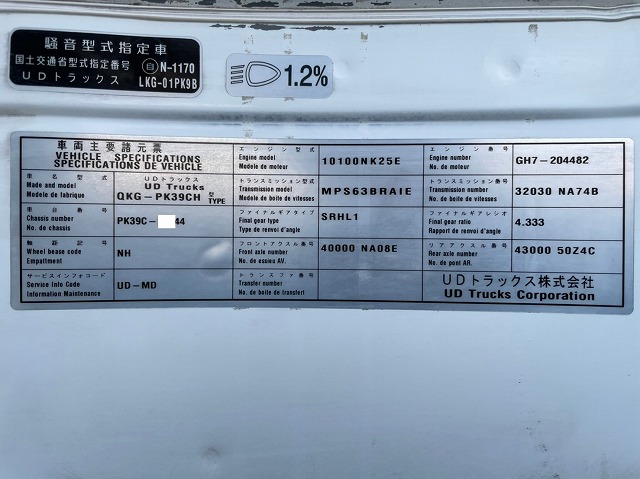 騒音型式指定車
国土交通省型式指定番号 自 N-1170
UDトラックス LKG-01PK9B
1.2%
車両主要諸元票
VEHICLE SPECIFICATIONS
SPECIFICATIONS DE VEHICLE
エンジン型式
Engine model
Modele de moteur
10100NK25E
エンジン番号
Engine number
No. de moteur
GH7-204482
車名型式
Made and model
Modele de fabrique
UDトラックス
UD Trucks
QKG-PK39CH 型 TYPE
トランスミッション型式
Transmission model
Modele de boite de vitesses
MPS63BRAIE
トランスミッション番号
Transmission number
No. de boite de vitesses
32030 NA74B
車台番号
Chassis number
No. de chassis
PK39C- 44
ファイナルギアタイプ
Final gear type
Type de renvoi d'angle
SRHL1
ファイナルギアレシオ
Final gear ratio
Rapport de renvoi d'angle
4.333
軸距記号
Wheel base code
Empattment
NH
フロントアクスル番号
Front axle number
No. de essieu AV.
40000 NA08E
リアアクスル番号
Rear axle number
No. de pont AR.
43000 50Z4C
サービスインフォコード
Service Info Code
Information Maintenance
UD-MD
トランスファ番号
Transfer number
No. de boite de transferl
UDトラックス株式会社
UD Trucks Corporation